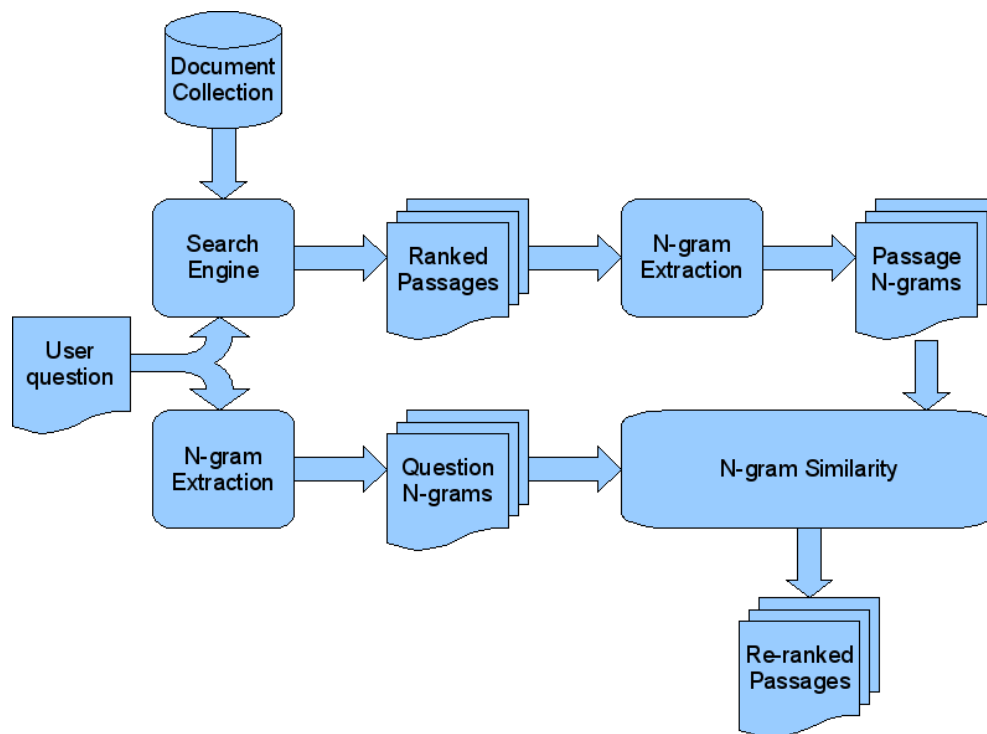 Document
Collection
Search
Engine
Ranked
Passages
N-gram
Extraction
Passage
N-grams
User
question
N-gram
Extraction
Question
N-grams
N-gram Similarity
Re-ranked
Passages